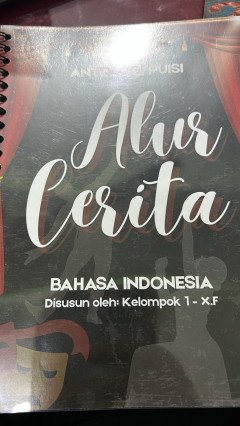 PUISI
Alur
Cerita
BAHASA INDONESIA
Disusun oleh: Kelompok 1 - X.F